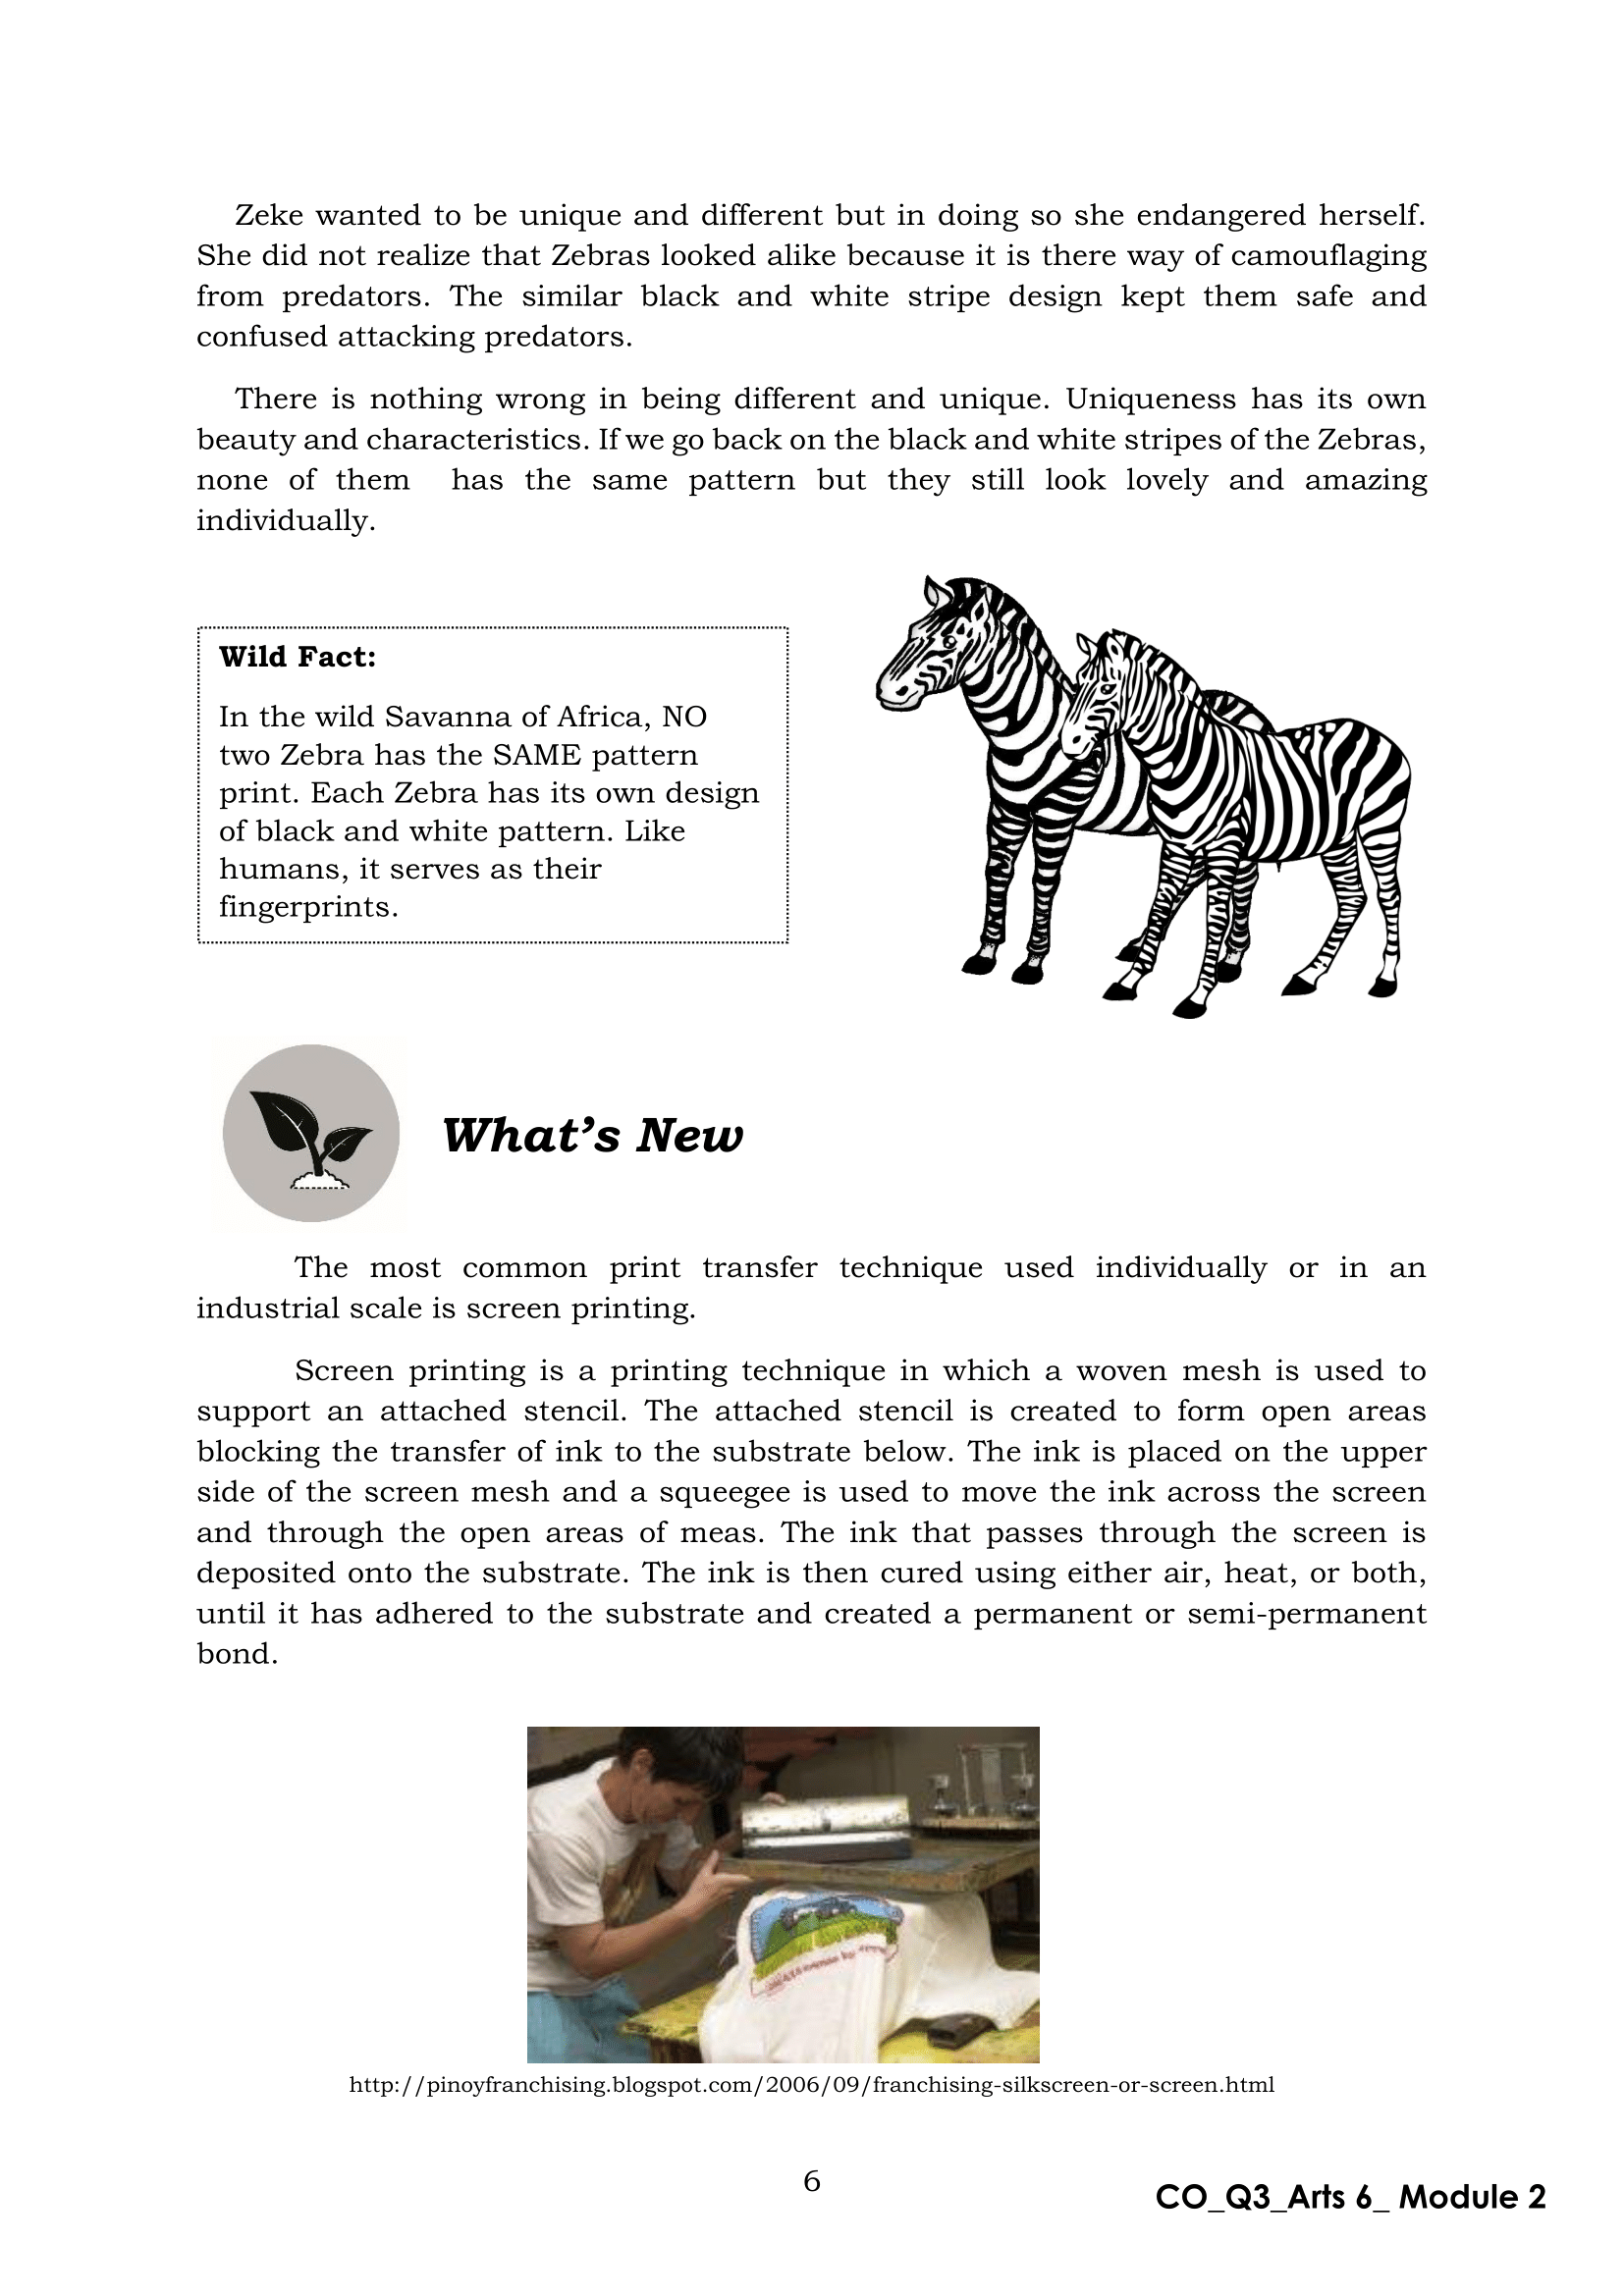 Zeke wanted to be unique and different but in doing so she endangered herself.
She did not realize that Zebras looked alike because it is there way of camouflaging
from predators. The similar black and white stripe design kept them safe and
confused attacking predators.
There is nothing wrong in being different and unique. Uniqueness has its own
beauty and characteristics. If we go back on the black and white stripes of the Zebras,
none of them has the same pattern but they still look lovely and amazing
individually.
Wild Fact:
In the wild Savanna of Africa, NO
two Zebra has the SAME pattern
print. Each Zebra has its own design
of black and white pattern. Like
humans, it serves as their
fingerprints.
What's New
The most common print transfer technique used individually or in an
industrial scale is screen printing.
Screen printing is a printing technique in which a woven mesh is used to
support an attached stencil. The attached stencil is created to form open areas
blocking the transfer of ink to the substrate below. The ink is placed on the upper
side of the screen mesh and a squeegee is used to move the ink across the screen
and through the open areas of meas. The ink that passes through the screen is
deposited onto the substrate. The ink is then cured using either air, heat, or both,
until it has adhered to the substrate and created a permanent or semi-permanent
bond.
http://pinoyfranchising.blogspot.com/2006/09/franchising-silkscreen-or-screen.html
6
CO_Q3_Arts 6_ Module 2